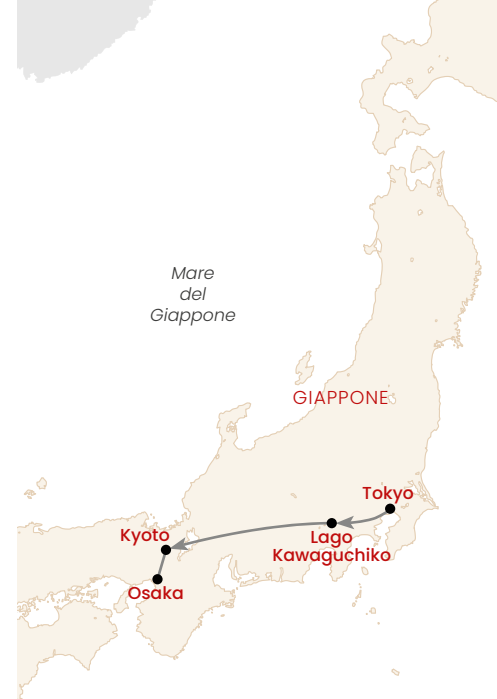 Mare
del
Giappone
GIAPPONE
Tokyo
Kyoto
Lago
Kawaguchiko
Osaka